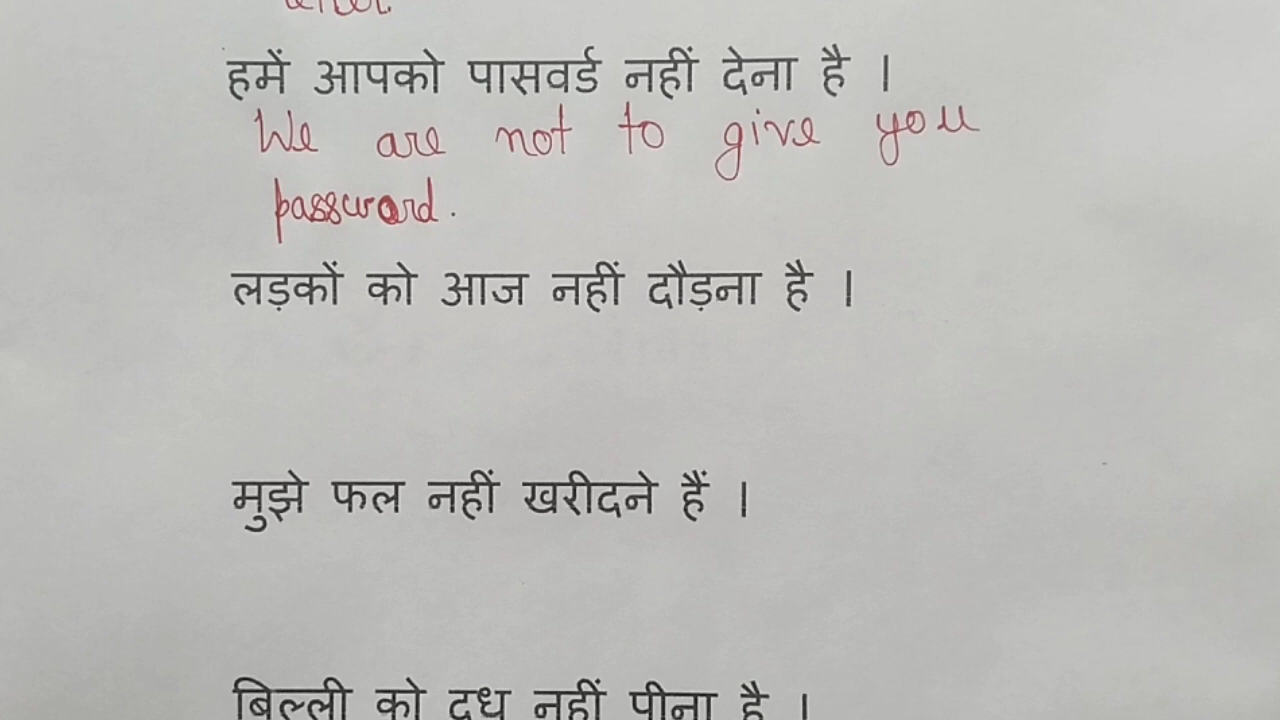 हमें आपको पासवर्ड नहीं देना है ।
We are not to give you
password.
लड़कों को आज नहीं दौड़ना है ।
मुझे फल नहीं खरीदने हैं ।
बिल्ली को दूध नहीं पीना है ।